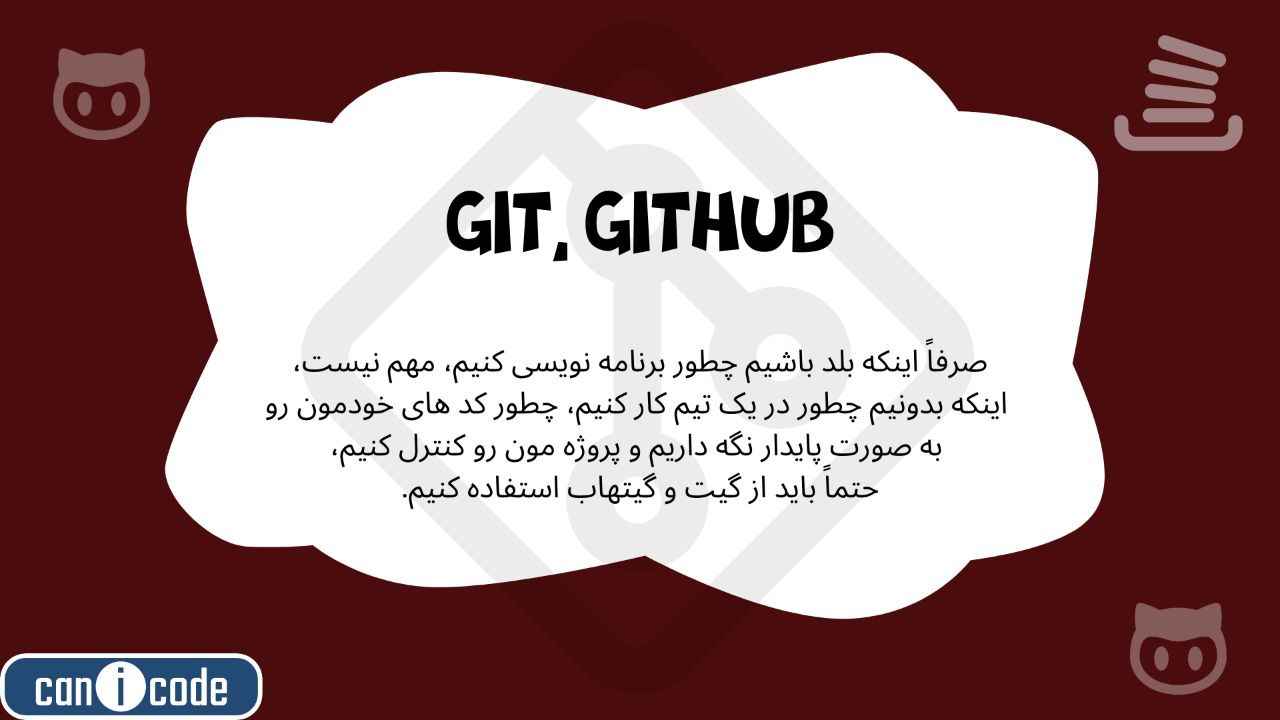 GIT, GITHUB
صرفاً اینکه بلد باشیم چطور برنامه نویسی کنیم، مهم نیست،
اینکه بدونیم چطور در یک تیم کار کنیم، چطور کد های خودمون رو
به صورت پایدار نگه داریم و پروژه مون رو کنترل کنیم،
حتماً باید از گیت و گیتهاب استفاده کنیم.
can i code